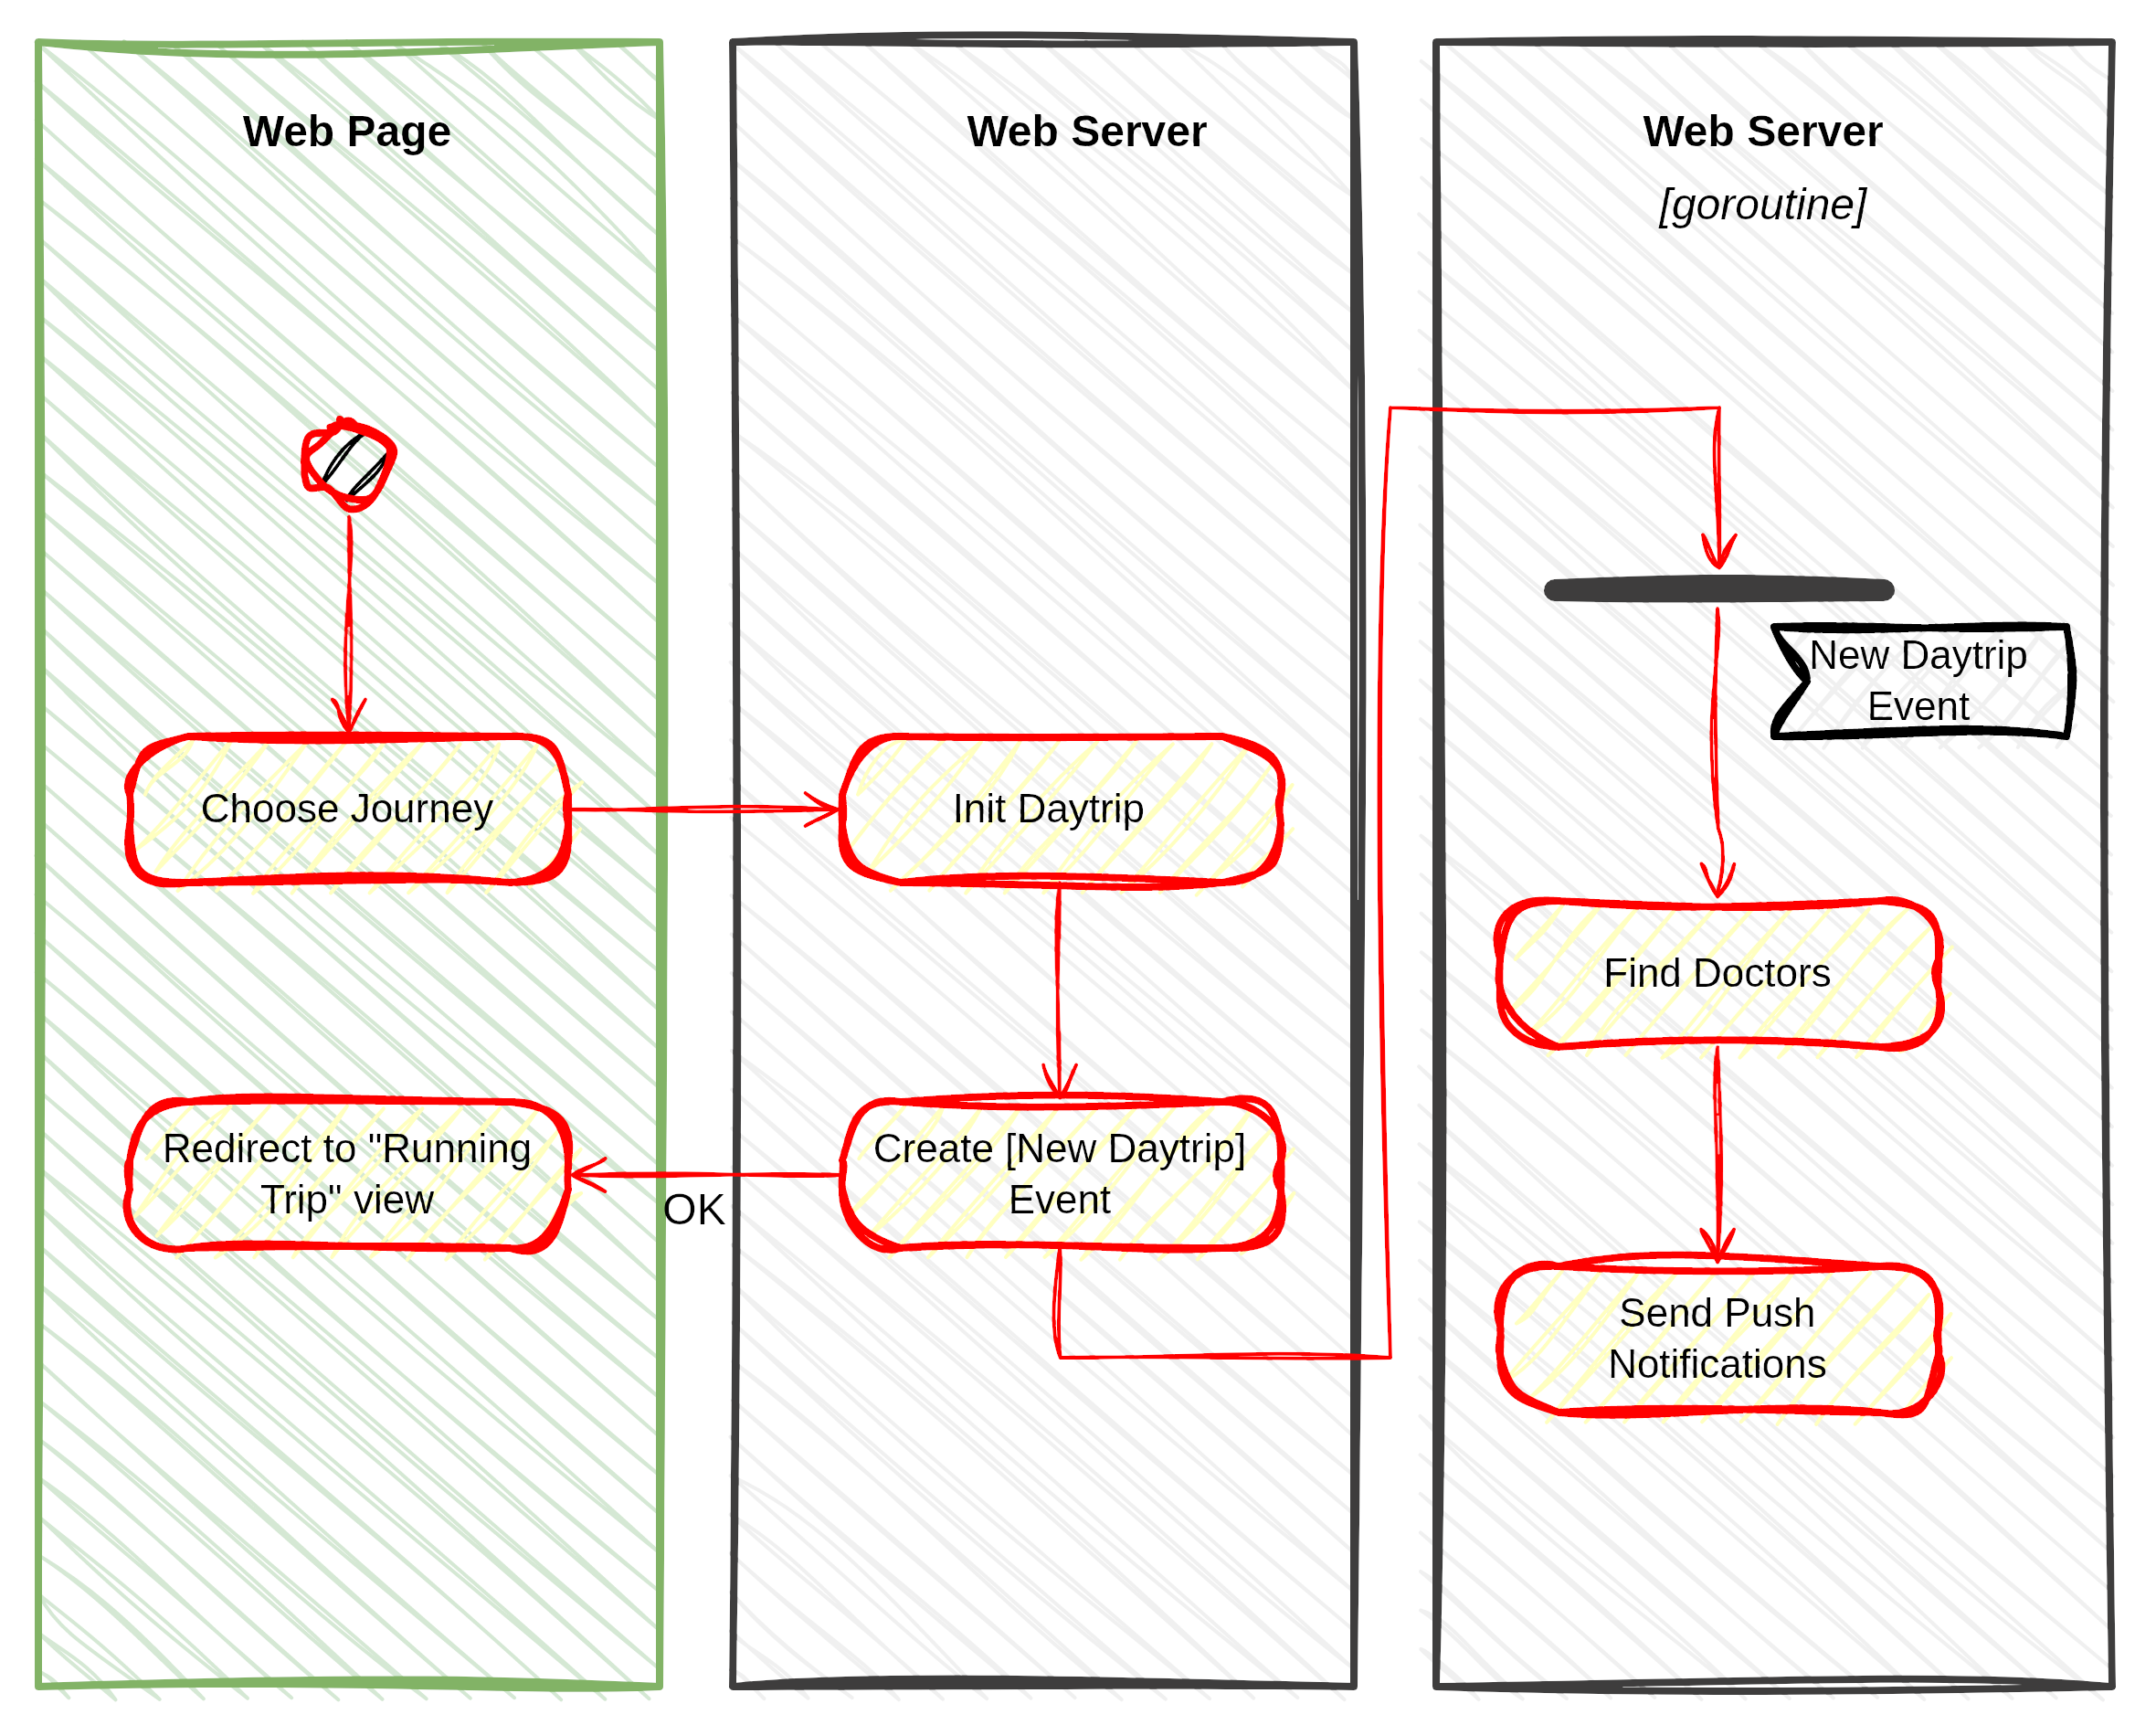 Web Page
Web Server
Web Server
[goroutine]
New Daytrip
Event
Choose Journey
Init Daytrip
Find Doctors
Redirect to "Running
Trip" view
OK
Create [New Daytrip]
Event
Send Push
Notifications